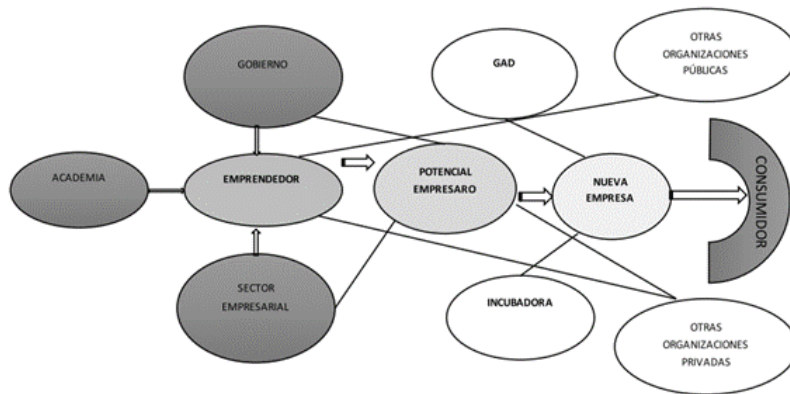 GOBIERNO
GAD
OTRAS
ORGANIZACIONES
PÚBLICAS
ACADEMIA
EMPRENDEDOR
POTENCIAL
EMPRESARO
NUEVA
EMPRESA
CONSUMIDOR
SECTOR
EMPRESARIAL
INCUBADORA
OTRAS
ORGANIZACIONES
PRIVADAS